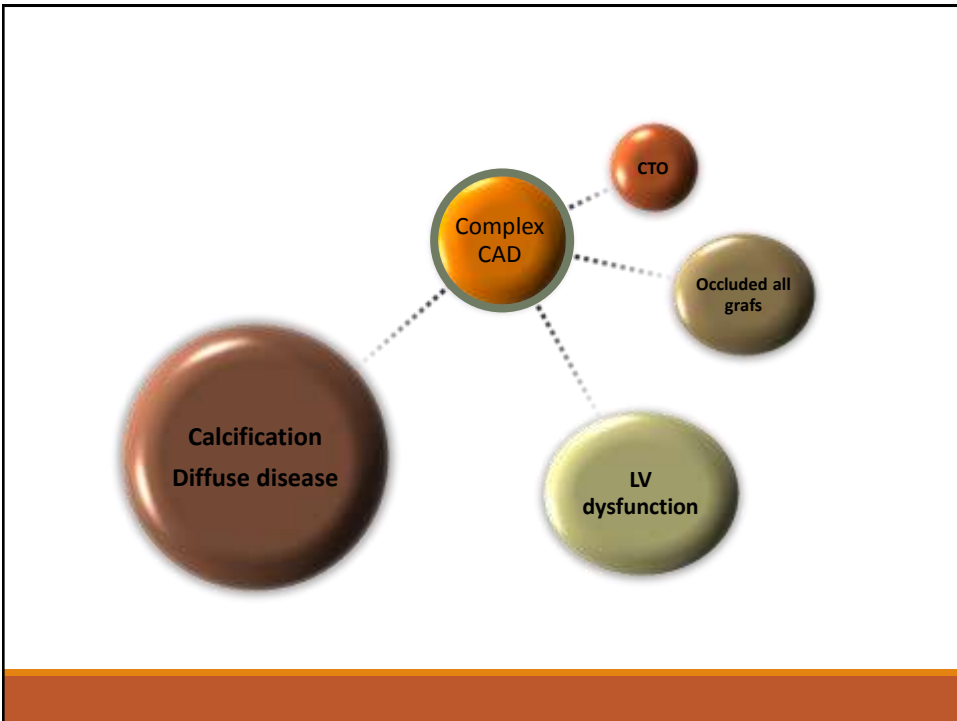 CTO
Complex
CAD
Occluded all
grafs
Calcification
Diffuse disease
LV
dysfunction